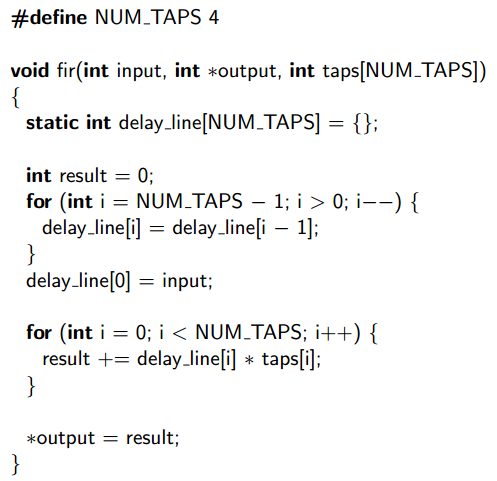 #define NUM_TAPS 4
void fir(int input, int *output, int taps[NUM_TAPS])
{
static int delay_line[NUM_TAPS] = {};
int result = 0;
for (int i = NUM_TAPS − 1; i > 0; i−−) {
delay_line[i] = delay_line[i − 1];
}
delay_line[0] = input;
for (int i = 0; i < NUM_TAPS; i++) {
result += delay_line[i] * taps[i];
}
*output = result;
}